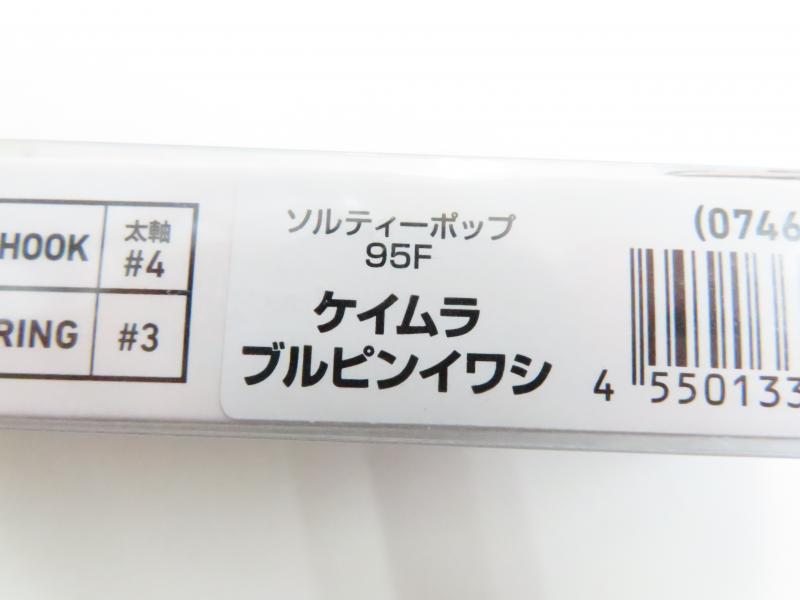 HOOK
太軸
#4
RING
#3
ソルティーポップ
95F
ケイムラ
ブルピンイワシ
(0746
4 550133